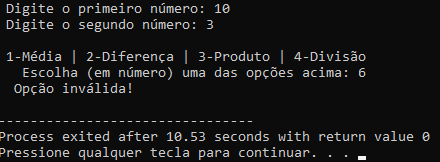 Digite o primeiro número: 10
Digite o segundo número: 3
1-Média | 2-Diferença | 3-Produto | 4-Divisão
Escolha (em número) uma das opções acima: 6
Opção inválida!
--------------------------------
Process exited after 10.53 seconds with return value 0
Pressione qualquer tecla para continuar. . .